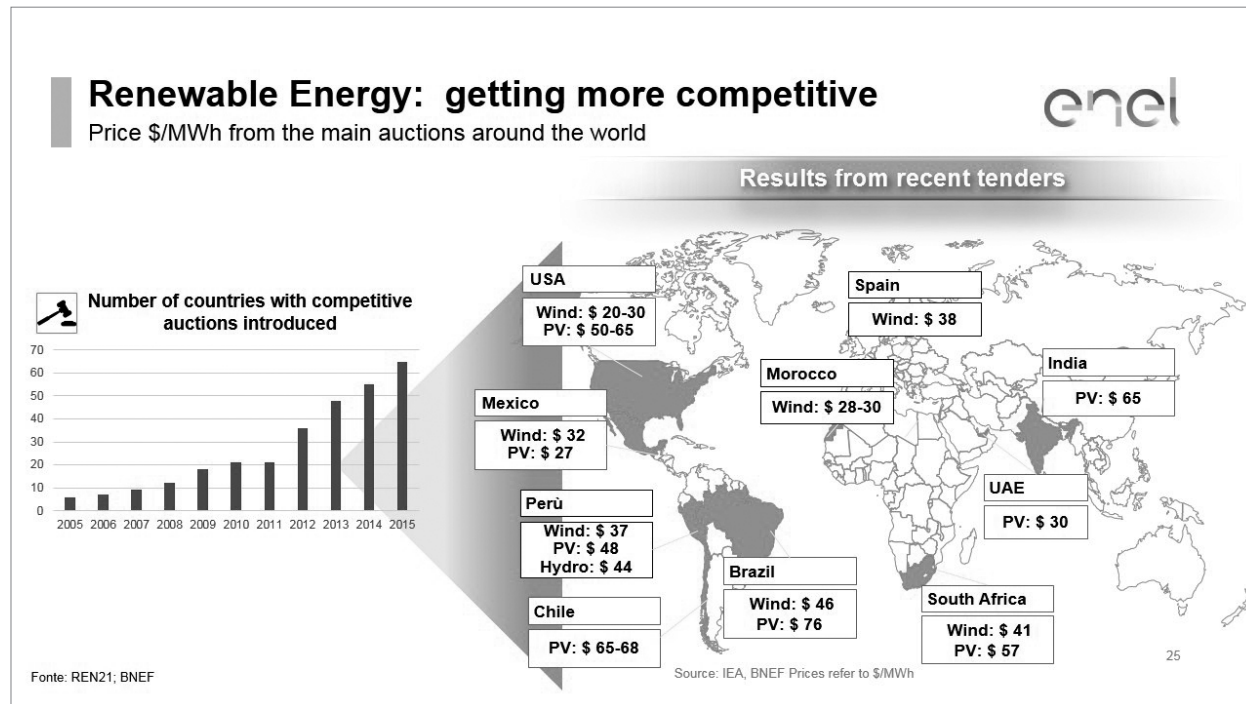 Renewable Energy:  getting more competitive
Price $/MWh from the main auctions around the world
enel
Results from recent tenders
Number of countries with competitive
auctions introduced
70
60
50
40
30
20
10
0
2005 2006 2007 2008 2009 2010 2011 2012 2013 2014 2015
USA
Wind: $ 20-30
PV: $ 50-65
Spain
Wind: $ 38
Morocco
Wind: $ 28-30
India
PV: $ 65
Mexico
Wind: $ 32
PV: $ 27
UAE
PV: $ 30
Perù
Wind: $ 37
PV: $ 48
Hydro: $ 44
Brazil
Wind: $ 46
PV: $ 76
South Africa
Wind: $ 41
PV: $ 57
Chile
PV: $ 65-68
25
Fonte: REN21; BNEF
Source: IEA, BNEF Prices refer to $/MWh